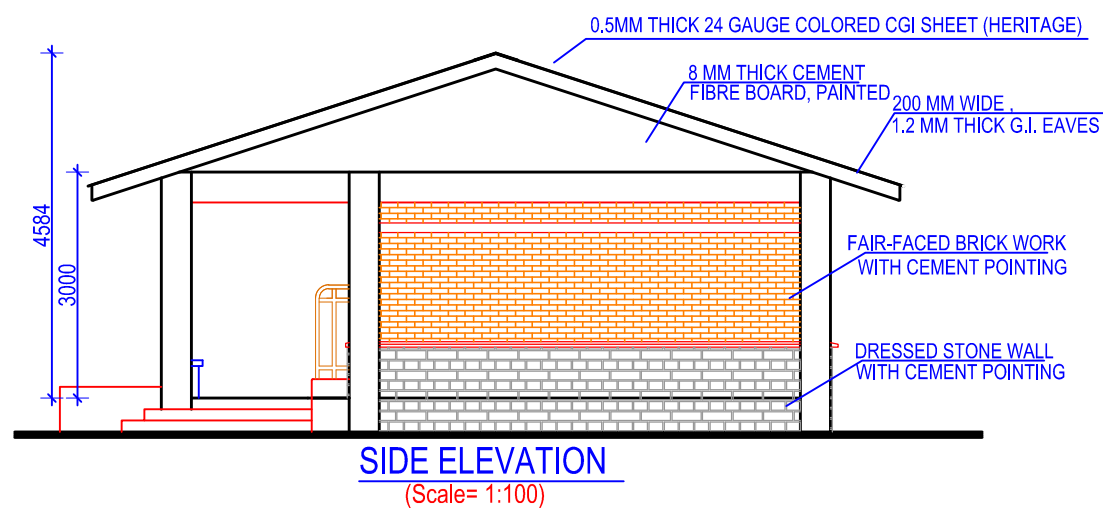 0.5MM THICK 24 GAUGE COLORED CGI SHEET (HERITAGE)
8 MM THICK CEMENT
FIBRE BOARD, PAINTED
200 MM WIDE ,
1.2 MM THICK G.I. EAVES
4584
3000
FAIR-FACED BRICK WORK
WITH CEMENT POINTING
DRESSED STONE WALL
WITH CEMENT POINTING
SIDE ELEVATION
(Scale= 1:100)